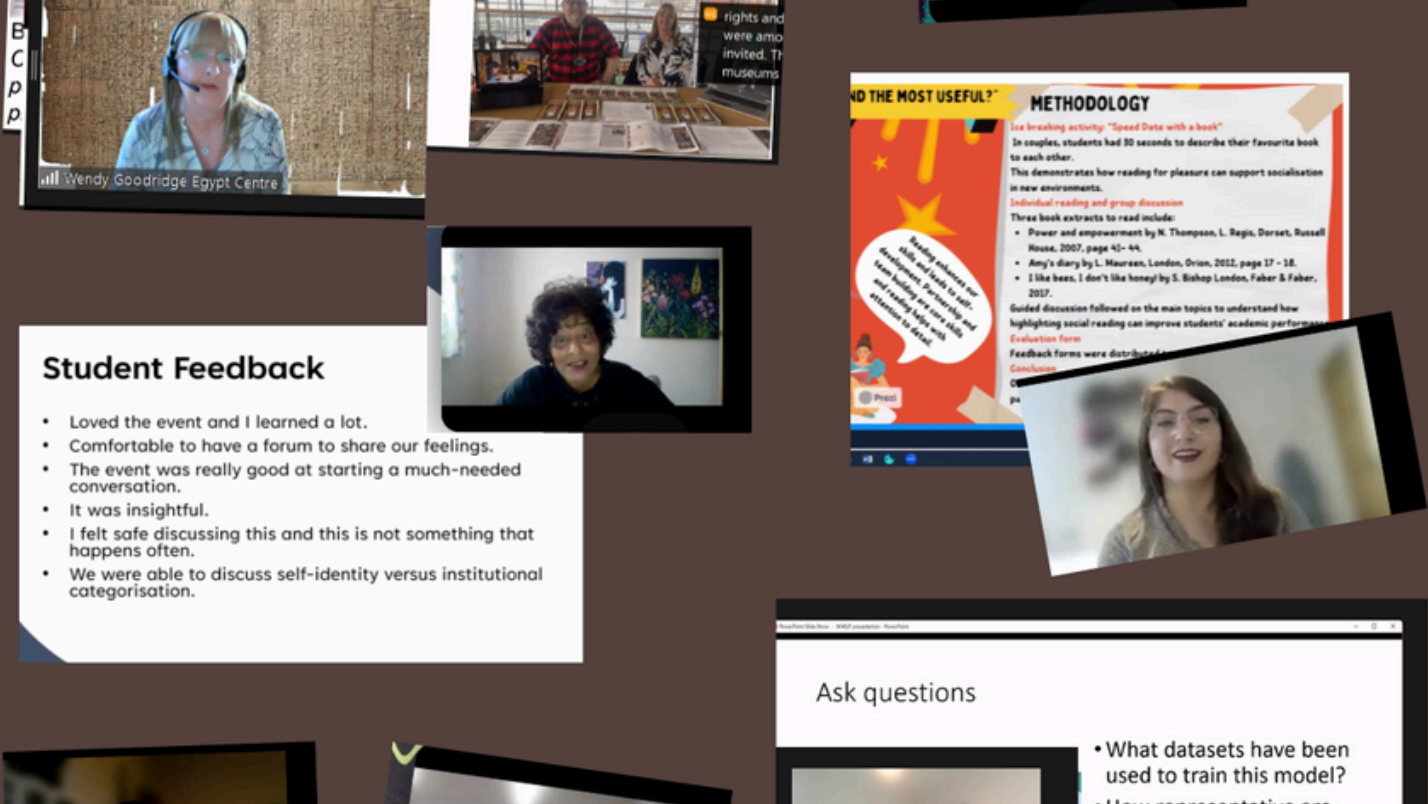 B
C
p
p
Wendy Goodridge Egypt Centre
rights and
were amo
invited. Th
museums
ND THE MOST USEFUL?"
METHODOLOGY
Ice breaking activity: "Speed Date with a book"
In couples, students had 30 seconds to describe their favourite book
to each other.
This demonstrates how reading for pleasure can support socialisation
in new environments.
Individual reading and group discussion
Three book extracts to read include:
• Power and empowerment by N. Thompson, L. Regis, Dorset, Russell
House, 2007, page 41- 44.
• Amy's diary by L. Maureen, London, Orion, 2012, page 17 - 18.
• I like bees, I don't like honey! by S. Bishop London, Faber & Faber,
2017.
Guided discussion followed on the main topics to understand how
highlighting social reading can improve students' academic performanc
Evaluation form
Feedback forms were distributed
Conclusion
Reading enhances our
skills and leads to self-
development. Partnership and
team building are core skills
and reading helps with
attention to detail.
Prezi
Student Feedback
• Loved the event and I learned a lot.
• Comfortable to have a forum to share our feelings.
• The event was really good at starting a much-needed
conversation.
• It was insightful.
• I felt safe discussing this and this is not something that
happens often.
• We were able to discuss self-identity versus institutional
categorisation.
PowerPoint Slide Show - WHELF presentation - PowerPoint
Ask questions
• What datasets have been
used to train this model?
• How representative are